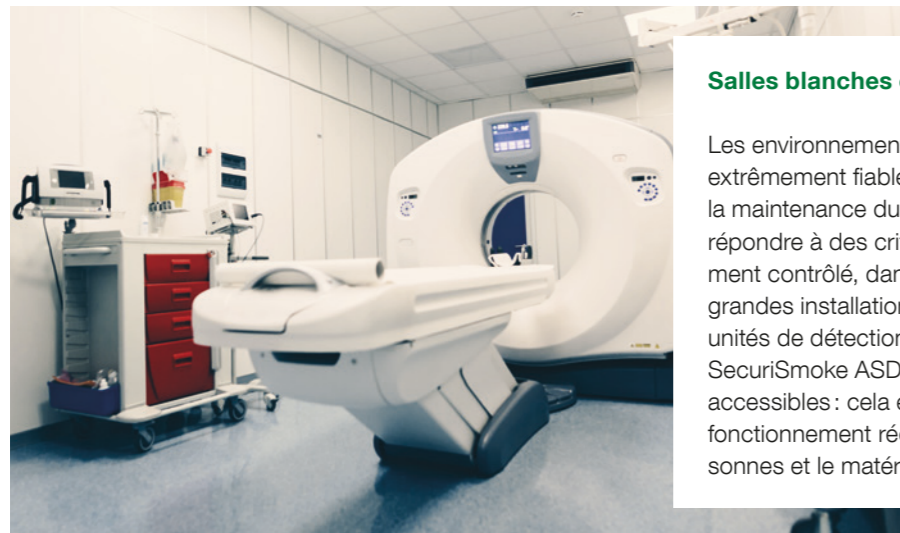 Salles blanches
Les environnemen
extrêmement fiable
la maintenance du
répondre à des cri
ment contrôlé, dan
grandes installation
unités de détection
SecuriSmoke ASD
accessibles : cela e
fonctionnement ré
sonnes et le matér